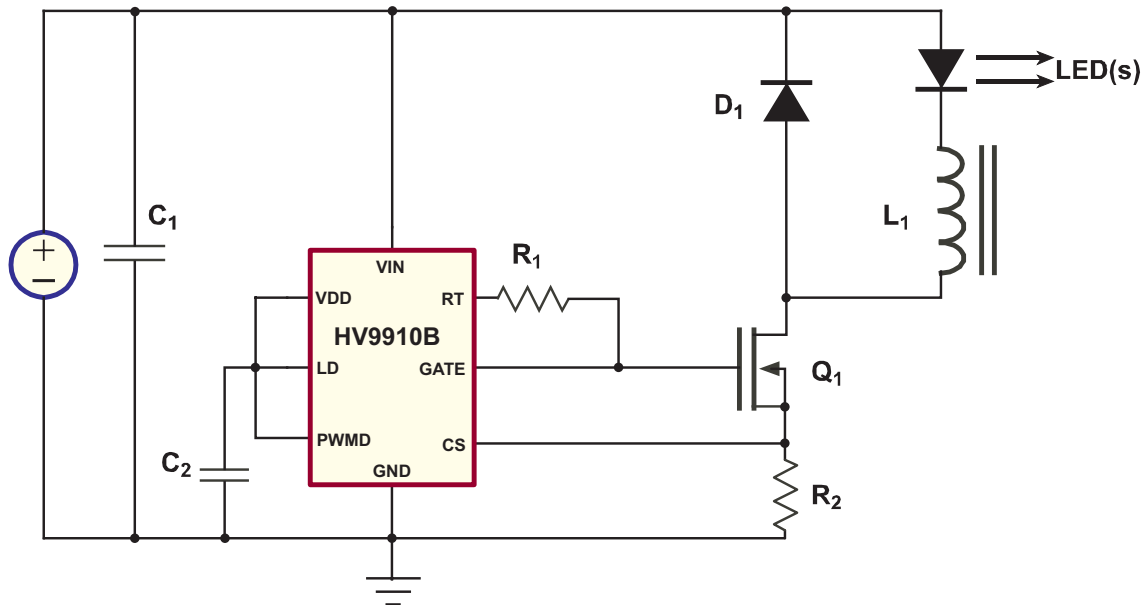 LED(s)
D₁
C₁
L₁
R₁
VIN
VDD
RT
HV9910B
LD
GATE
Q₁
PWMD
CS
C₂
GND
R₂